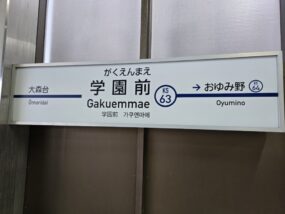 がくえんまえ
大森台
Ōmoridai
学園前
KS
63
Gakuemmae
学园前 가쿠엔마에
→ おゆみ野
Oyumino